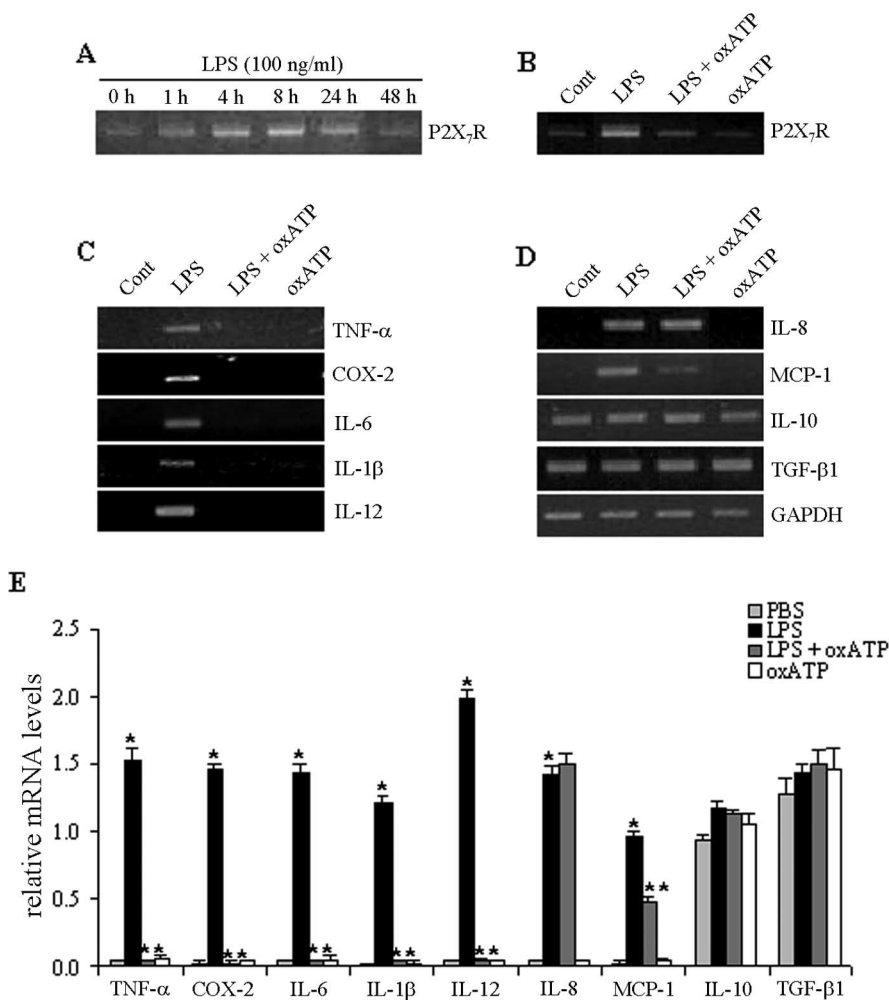 A
LPS (100 ng/ml)
0 h 1 h 4 h 8 h 24 h 48 h
P2X₇R
B
Cont LPS LPS + oxATP oxATP
P2X₇R
C
Cont LPS LPS + oxATP oxATP
TNF-α
COX-2
IL-6
IL-1β
IL-12
D
Cont LPS LPS + oxATP oxATP
IL-8
MCP-1
IL-10
TGF-β1
GAPDH
E
PBS
LPS
LPS + oxATP
oxATP
relative mRNA levels
2.5
2.0
1.5
1.0
0.5
0.0
* * * * * * *
** ** ** ** ** **
TNF-α COX-2 IL-6 IL-1β IL-12 IL-8 MCP-1 IL-10 TGF-β1